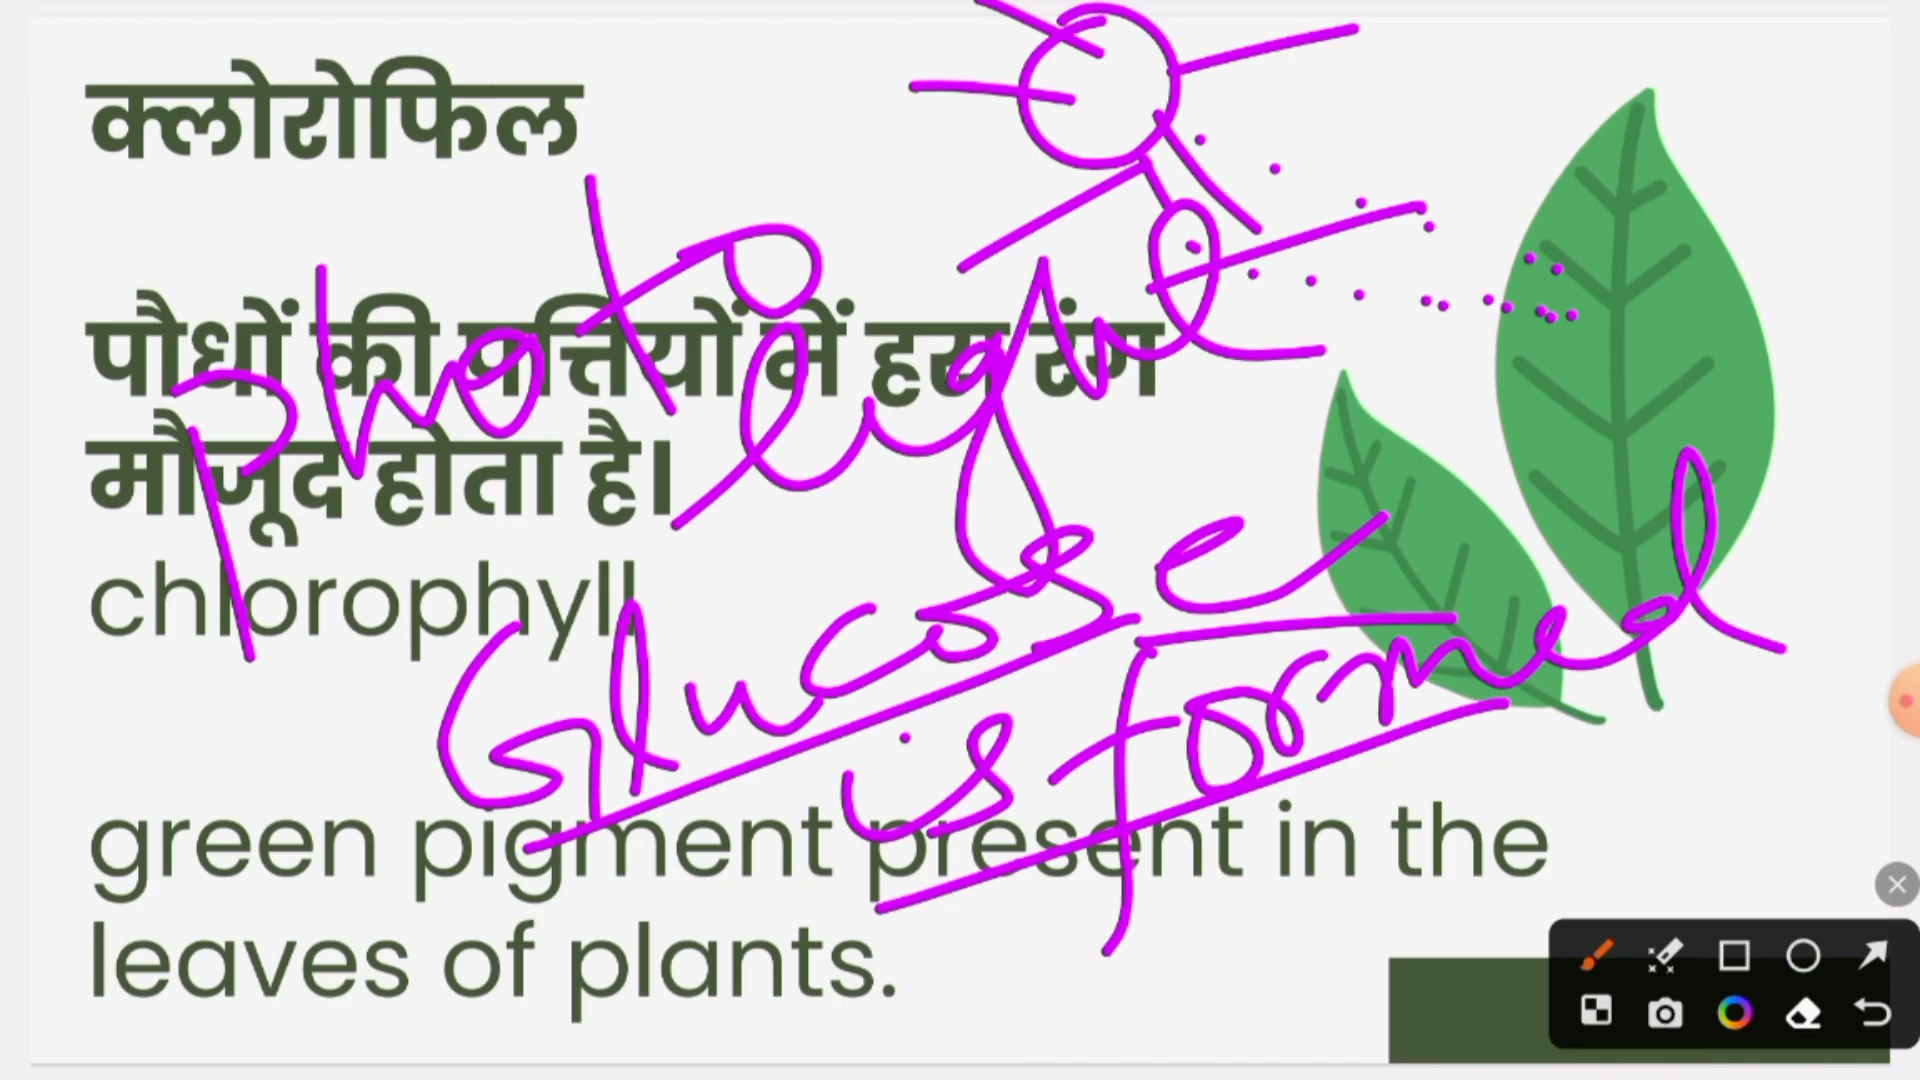 क्लोरोफिल
पौधों की पत्तियों में हरा रंग
मौजूद होता है।
chlorophyll
green pigment present in the
leaves of plants.
Photo
light
Glucose
is formed